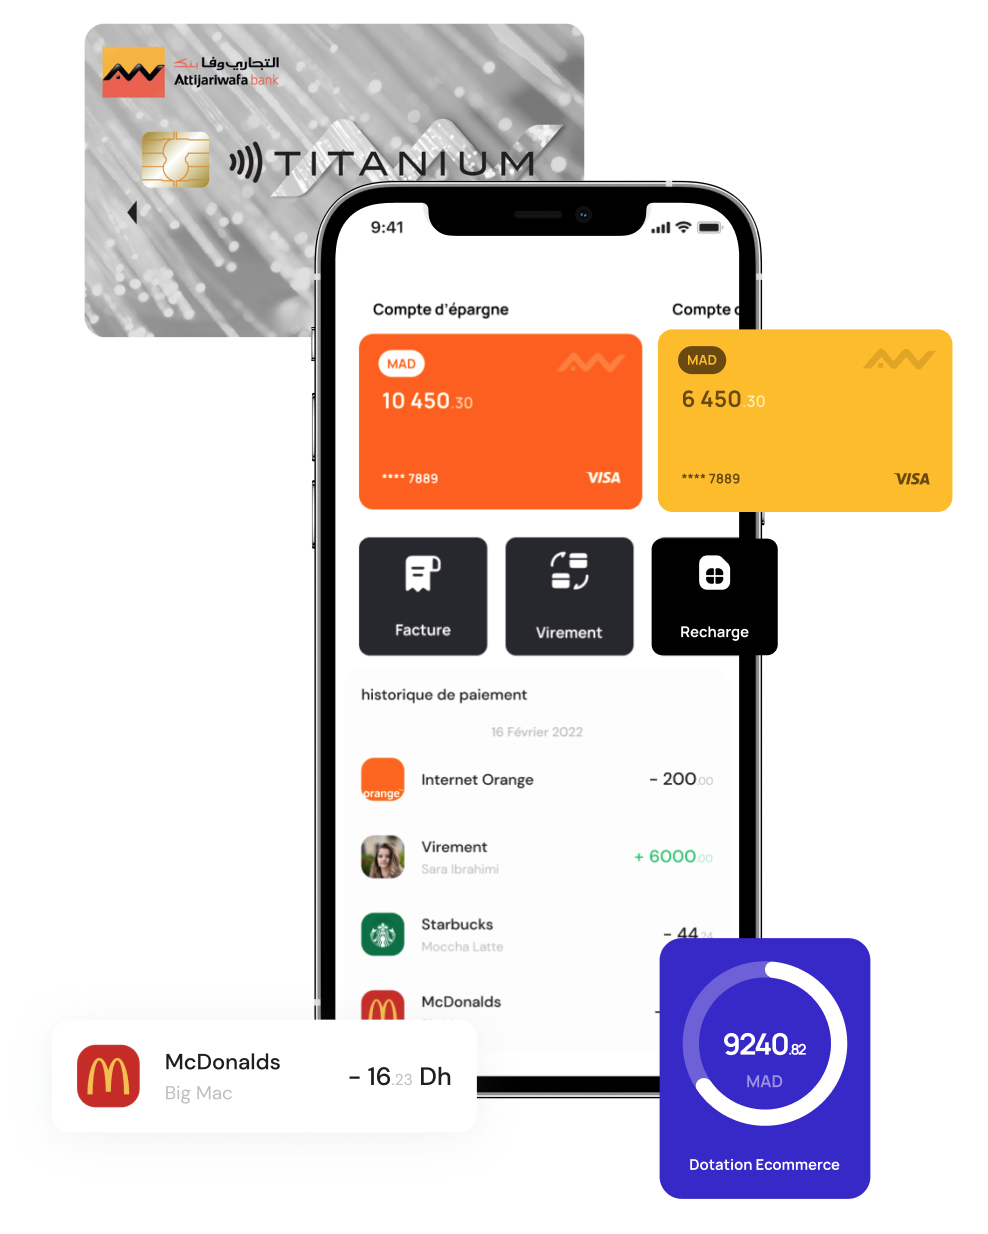 التجاري وفا بنك
Attijariwafa bank
TITANIUM
9:41
Compte d'épargne
Compte
MAD
10 450.30
**** 7889
VISA
MAD
6 450.30
**** 7889
VISA
Facture
Virement
Recharge
historique de paiement
16 Février 2022
orange
Internet Orange
- 200.00
Virement
+ 6000.00
Sara Ibrahimi
Starbucks
- 44.24
Moccha Latte
McDonalds
McDonalds
Big Mac
- 16.23 Dh
9240.82
MAD
Dotation Ecommerce